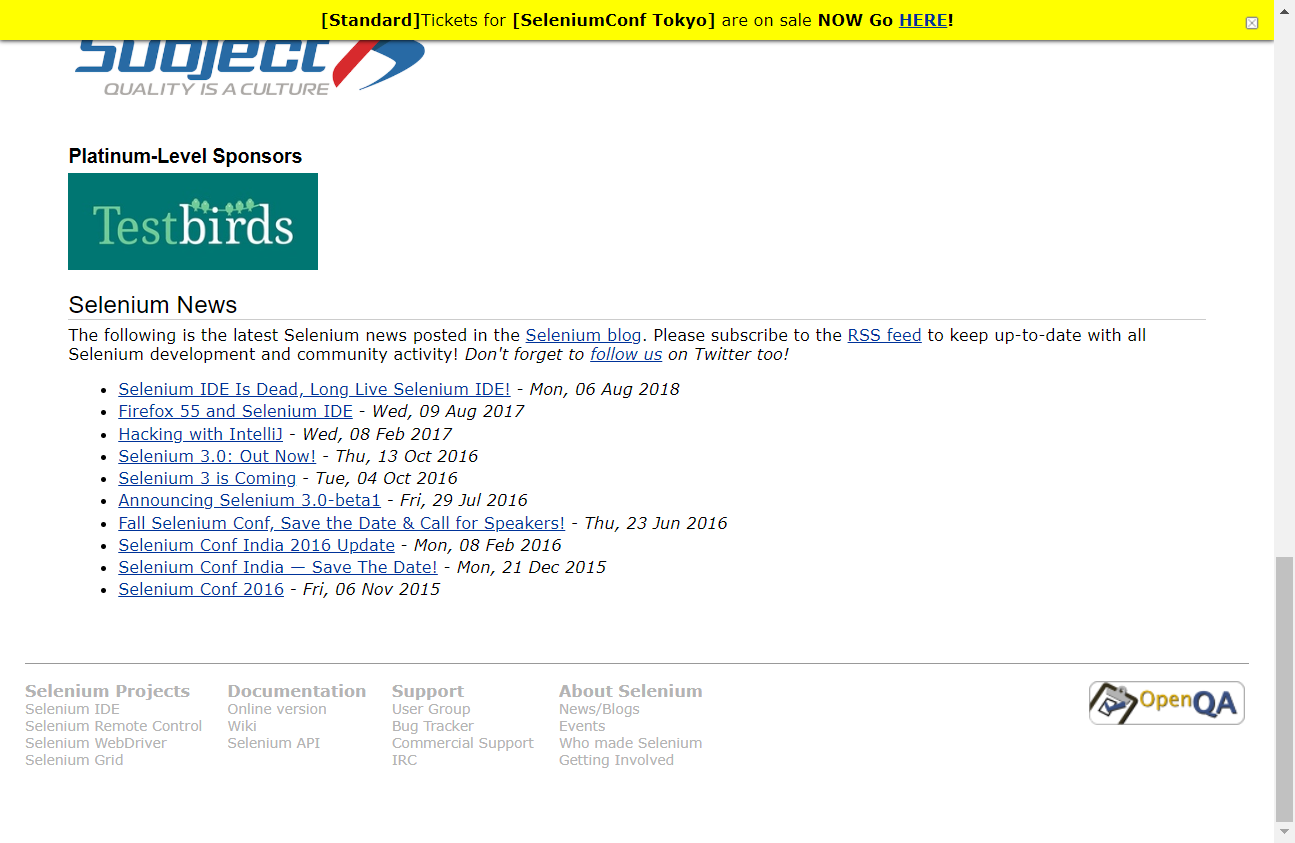 [Standard]Tickets for [SeleniumConf Tokyo] are on sale NOW Go HERE!
Subject
QUALITY IS A CULTURE
Platinum-Level Sponsors
Testbirds
Selenium News
The following is the latest Selenium news posted in the Selenium blog. Please subscribe to the RSS feed to keep up-to-date with all
Selenium development and community activity! Don't forget to follow us on Twitter too!
• Selenium IDE Is Dead, Long Live Selenium IDE! - Mon, 06 Aug 2018
• Firefox 55 and Selenium IDE - Wed, 09 Aug 2017
• Hacking with IntelliJ - Wed, 08 Feb 2017
• Selenium 3.0: Out Now! - Thu, 13 Oct 2016
• Selenium 3 is Coming - Tue, 04 Oct 2016
• Announcing Selenium 3.0-beta1 - Fri, 29 Jul 2016
• Fall Selenium Conf, Save the Date & Call for Speakers! - Thu, 23 Jun 2016
• Selenium Conf India 2016 Update - Mon, 08 Feb 2016
• Selenium Conf India — Save The Date! - Mon, 21 Dec 2015
• Selenium Conf 2016 - Fri, 06 Nov 2015
Selenium Projects
Selenium IDE
Selenium Remote Control
Selenium WebDriver
Selenium Grid
Documentation
Online version
Wiki
Selenium API
Support
User Group
Bug Tracker
Commercial Support
IRC
About Selenium
News/Blogs
Events
Who made Selenium
Getting Involved
OpenQA